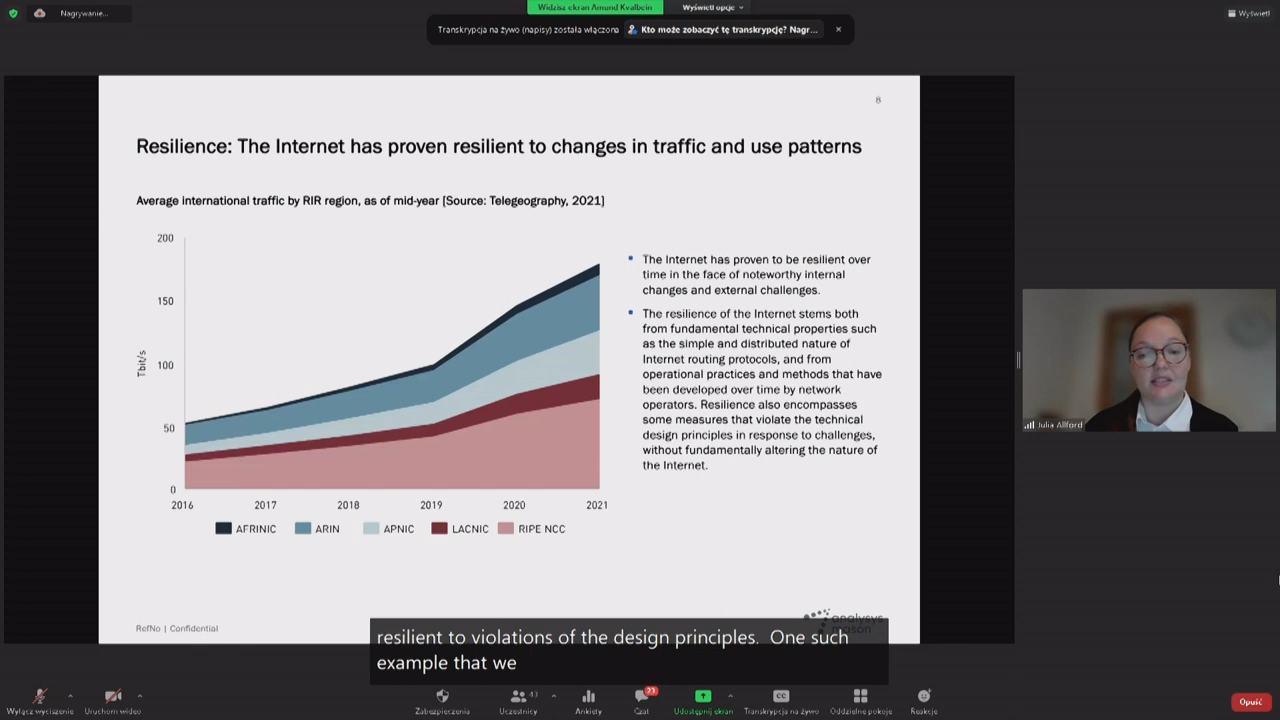 Nagrywanie...
Widzisz ekran Amund Kvalbein
Wyświetl opcje
Wyświetl
Transkrypcja na żywo (napisy) została włączona
Kto może zobaczyć tę transkrypcję? Nagr...
8
Resilience: The Internet has proven resilient to changes in traffic and use patterns
Average international traffic by RIR region, as of mid-year [Source: Telegeography, 2021]
200
150
100
50
0
Tbit/s
2016 2017 2018 2019 2020 2021
AFRINIC ARIN APNIC LACNIC RIPE NCC
The Internet has proven to be resilient over
time in the face of noteworthy internal
changes and external challenges.
The resilience of the Internet stems both
from fundamental technical properties such
as the simple and distributed nature of
Internet routing protocols, and from
operational practices and methods that have
been developed over time by network
operators. Resilience also encompasses
some measures that violate the technical
design principles in response to challenges,
without fundamentally altering the nature of
the Internet.
Julia Allford
RefNo | Confidential
analysys
mason
resilient to violations of the design principles. One such
example that we
Wyłącz wyciszenie
Uruchom wideo
Zabezpieczenia
43
Uczestnicy
Ankiety
23
Czat
Udostępnij ekran
CC
Transkrypcja na żywo
Oddzielne pokoje
Reakcje
Opuść